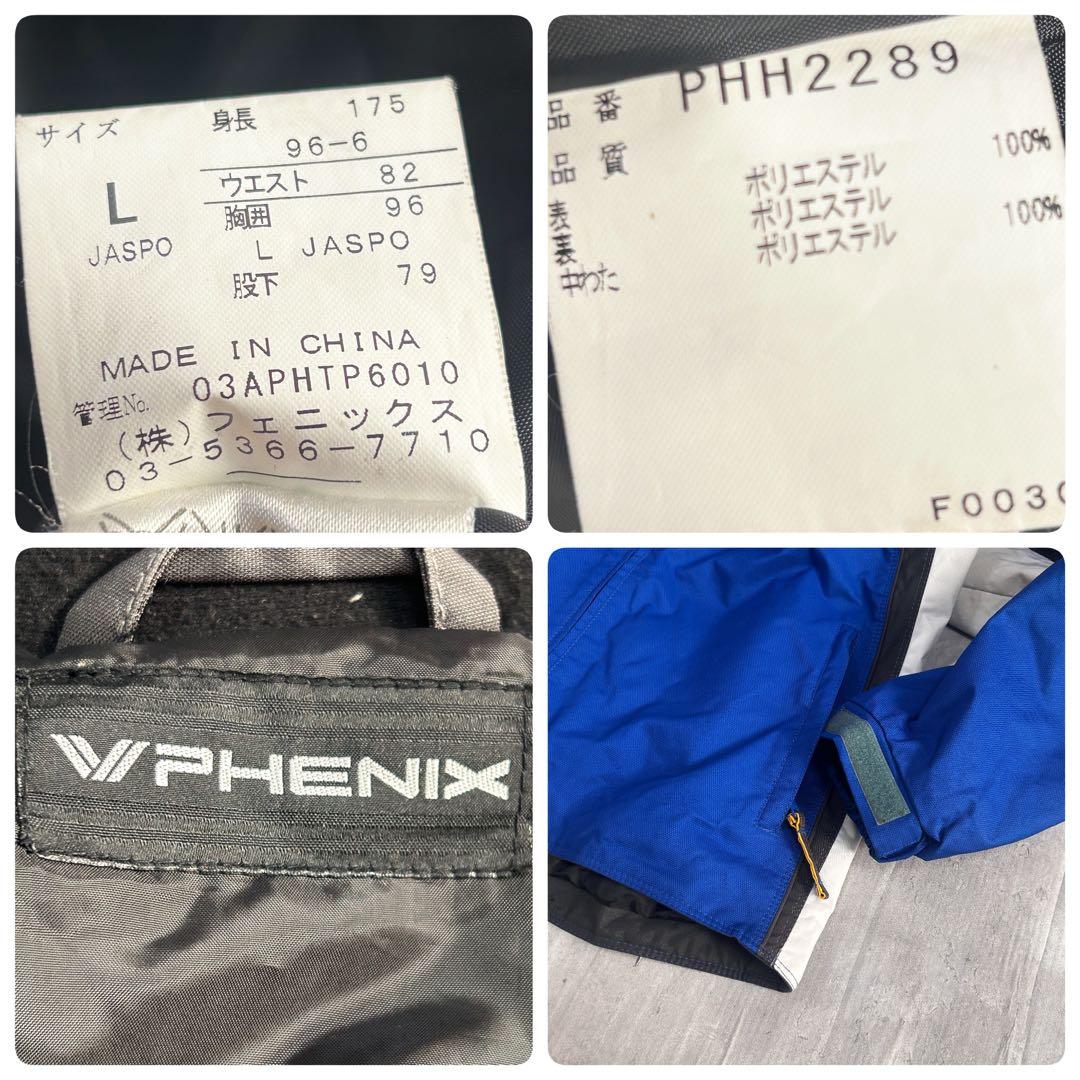 サイズ
身長 175
96-6
ウエスト 82
L
胸囲 96
JASPO
L JASPO
股下 79
MADE IN CHINA
管理No. 03APHTP6010
(株)フェニックス
03-5366-7710
品番 PHH2289
品質
100%
ポリエステル
表 ポリエステル 100%
表 ポリエステル
中わた
F0030
PHENIX